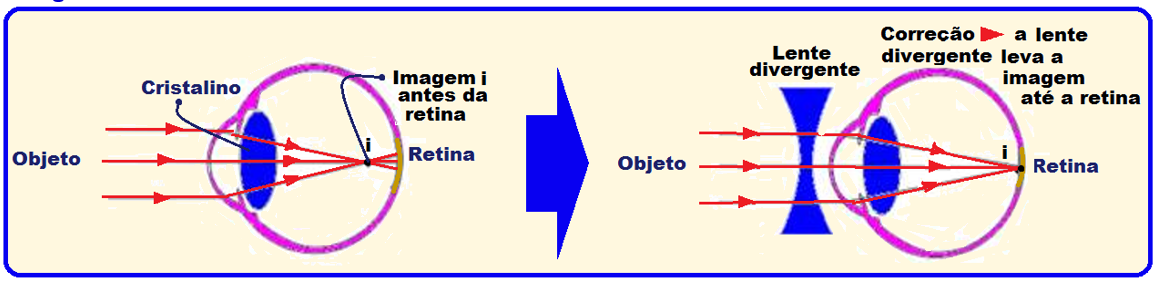 Objeto
Cristalino
Imagem i
antes da
retina
i
Retina
Objeto
Lente
divergente
Correção a lente
divergente leva a
imagem
até a retina
i
Retina